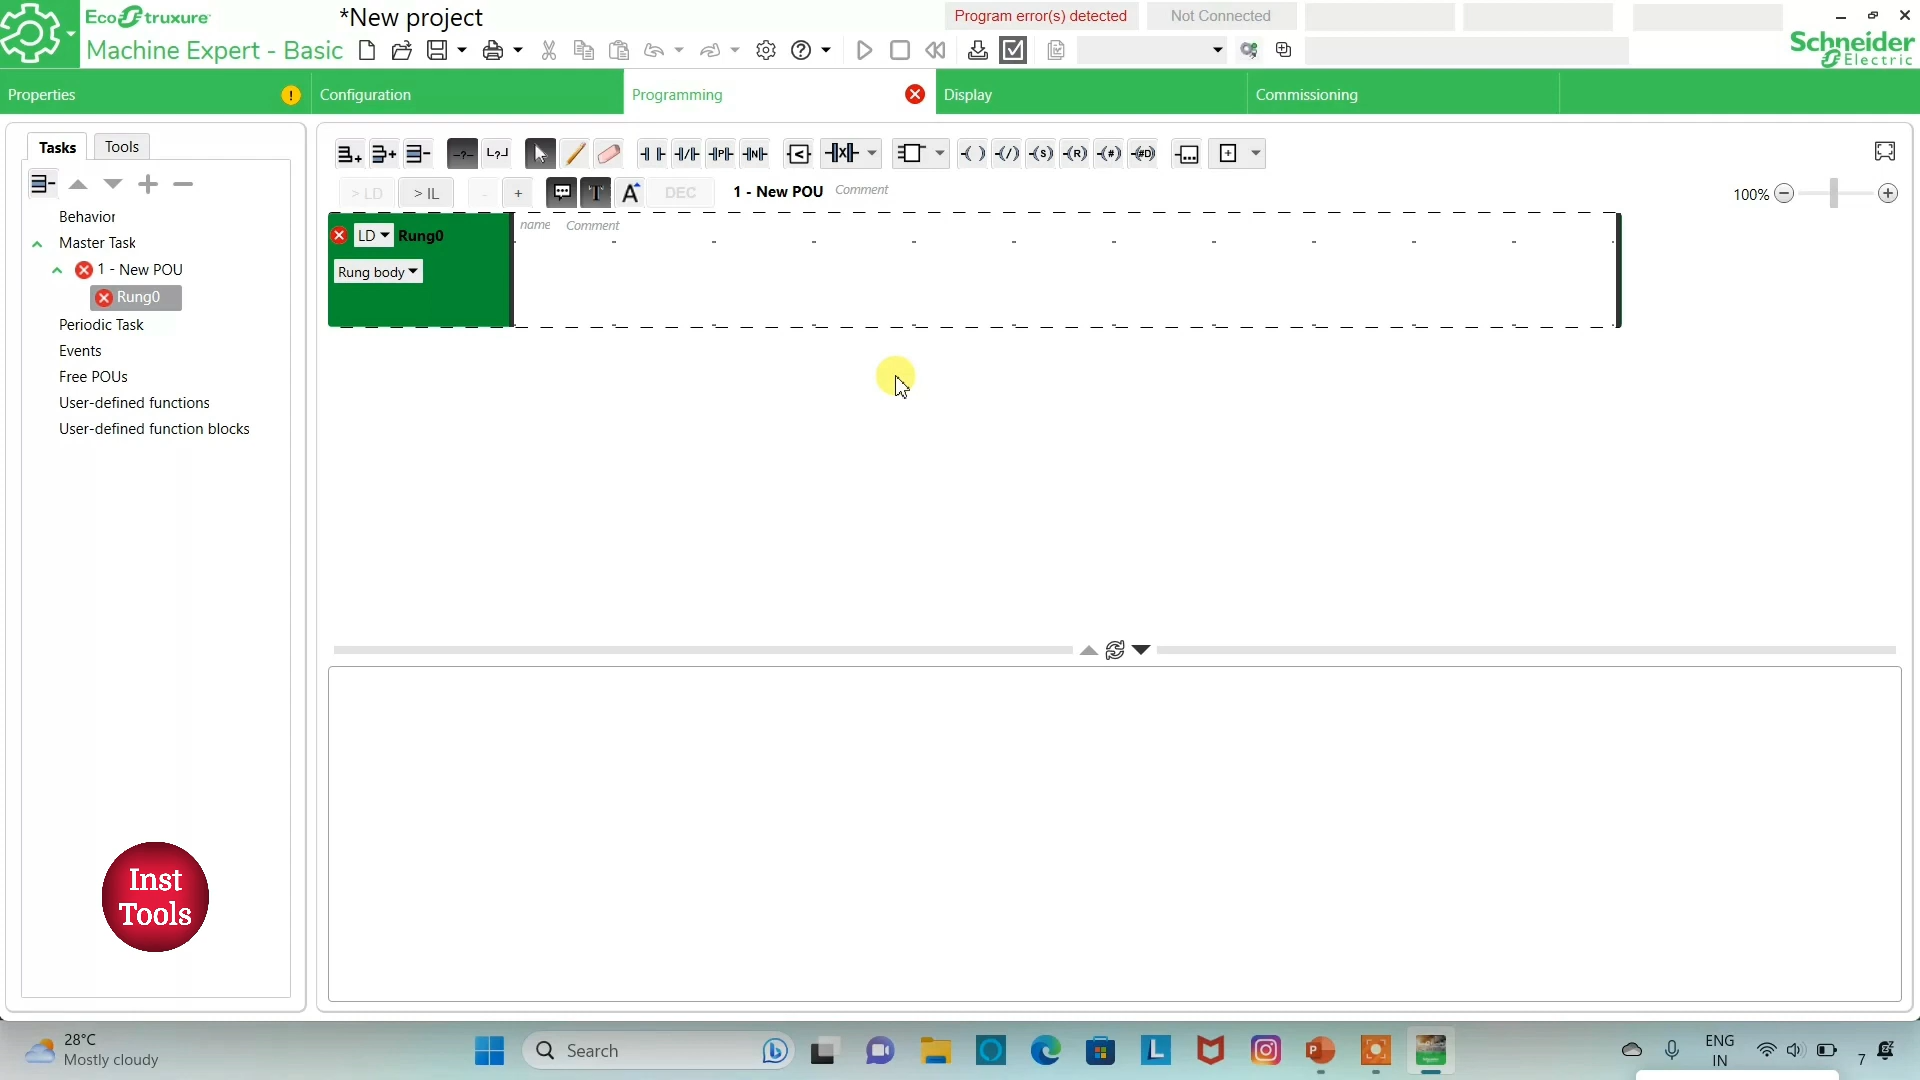 EcoStruxure
Machine Expert - Basic
*New project
Program error(s) detected
Not Connected
Schneider
Electric
Properties
Configuration
Programming
Display
Commissioning
Tasks
Tools
Behavior
Master Task
1 - New POU
Rung0
Periodic Task
Events
Free POUs
User-defined functions
User-defined function blocks
> LD
> IL
-
+
T
A
DEC
1 - New POU
Comment
100%
LD
Rung0
name
Comment
Rung body
Inst
Tools
28°C
Mostly cloudy
Search
ENG
IN
7